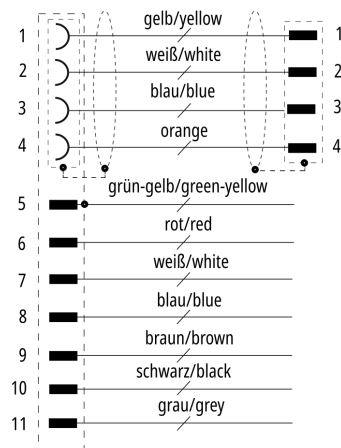 gelb/yellow
1 1
weiß/white
2 2
blau/blue
3 3
orange
4 4
grün-gelb/green-yellow
5
rot/red
6
weiß/white
7
blau/blue
8
braun/brown
9
schwarz/black
10
grau/grey
11